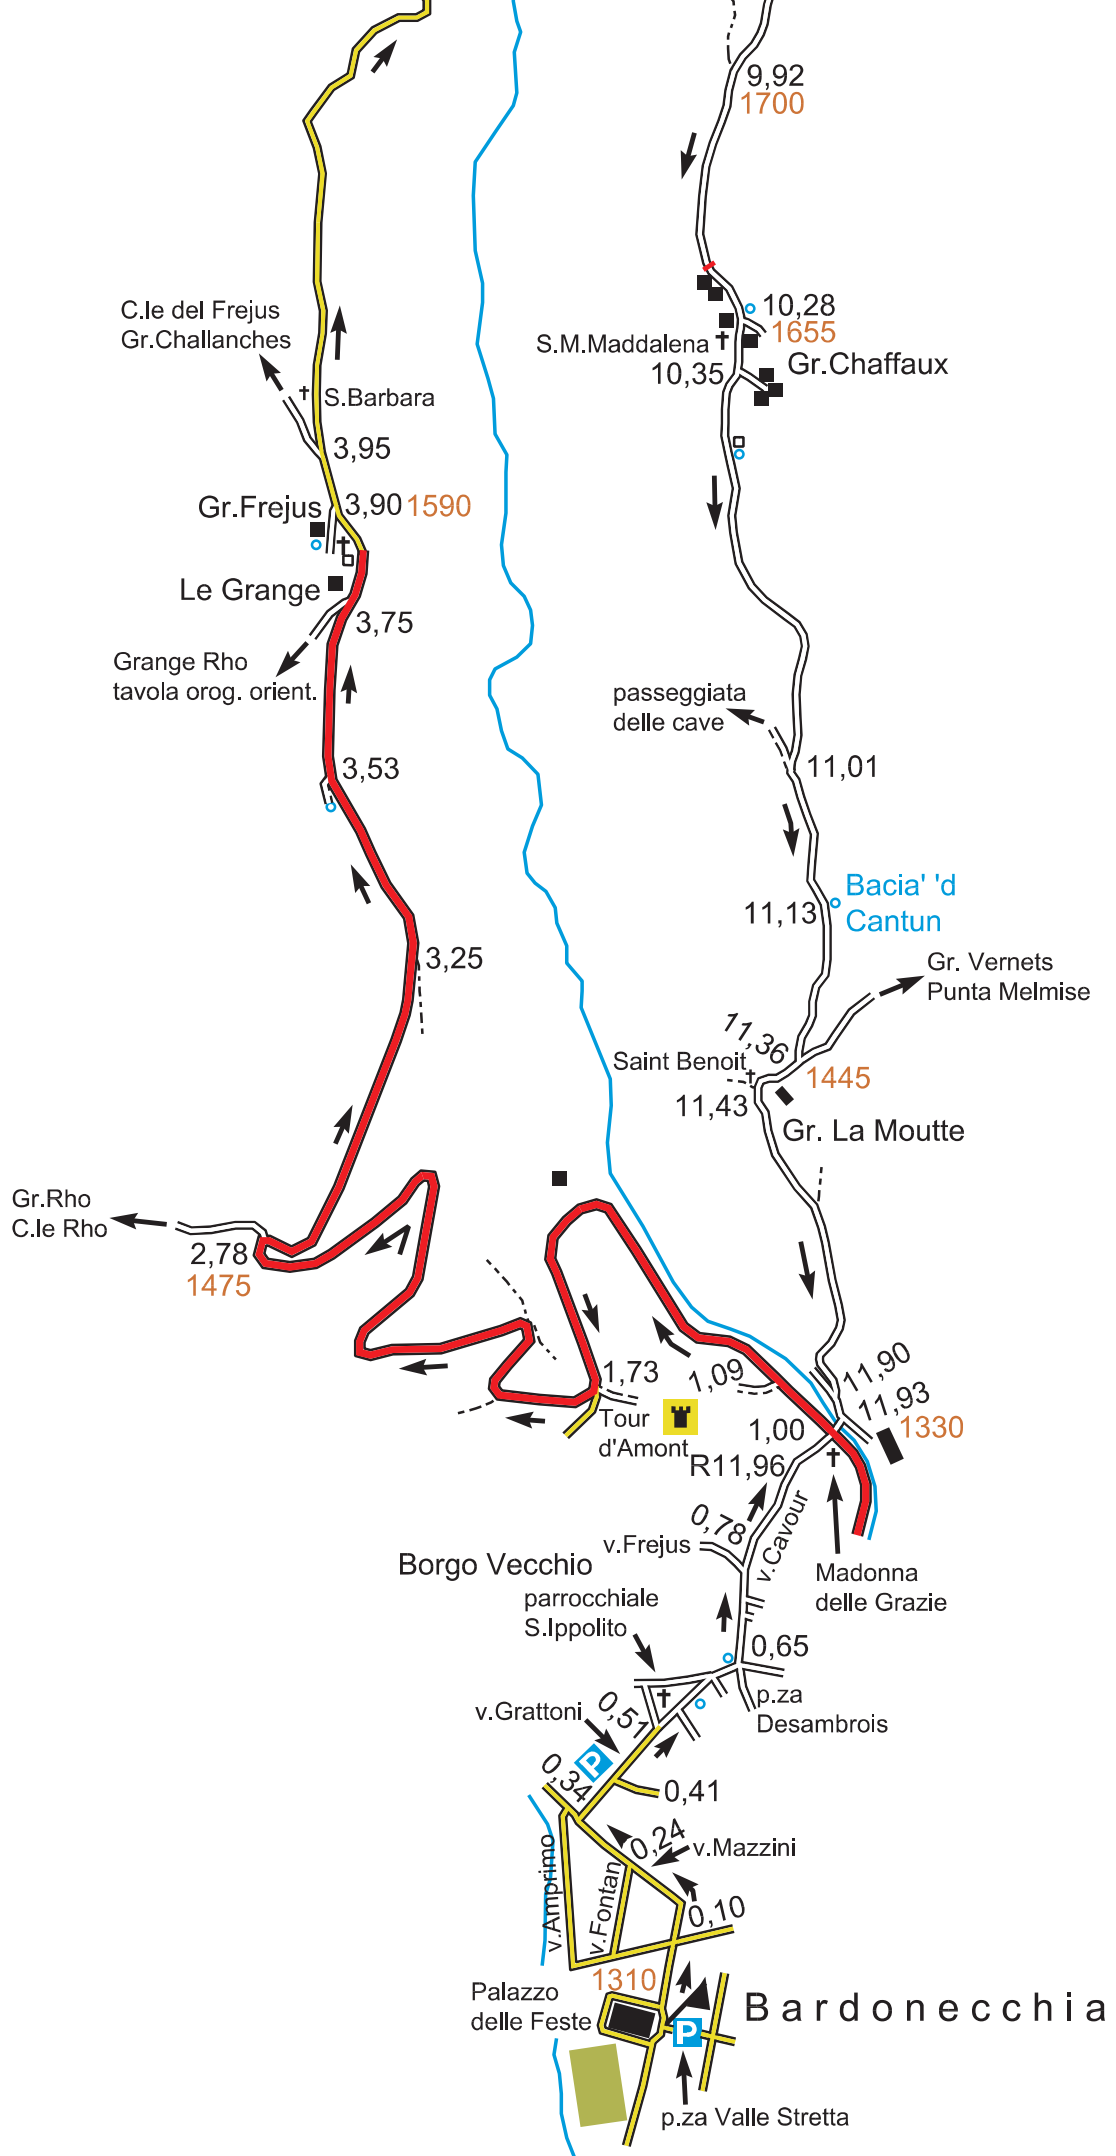 9,92
1700
C.le del Frejus
Gr.Challanches
10,28
1655
S.M.Maddalena
10,35
Gr.Chaffaux
S.Barbara
3,95
Gr.Frejus
3,90 1590
Le Grange
3,75
Grange Rho
tavola orog. orient.
passeggiata
delle cave
3,53
11,01
Bacia' 'd
Cantun
11,13
3,25
Gr. Vernets
Punta Melmise
11,36
Saint Benoit
1445
11,43
Gr. La Moutte
Gr.Rho
C.le Rho
2,78
1475
1,73
1,09
11,90
11,93
1330
Tour
d'Amont
1,00
R11,96
0,78
v.Cavour
v.Frejus
Borgo Vecchio
Madonna
delle Grazie
parrocchiale
S.Ippolito
0,65
p.za
Desambrois
v.Grattoni
0,51
P
0,34
0,41
0,24
v.Mazzini
v.Amprimo
v.Fontan
0,10
1310
Palazzo
delle Feste
Bardonecchia
P
p.za Valle Stretta